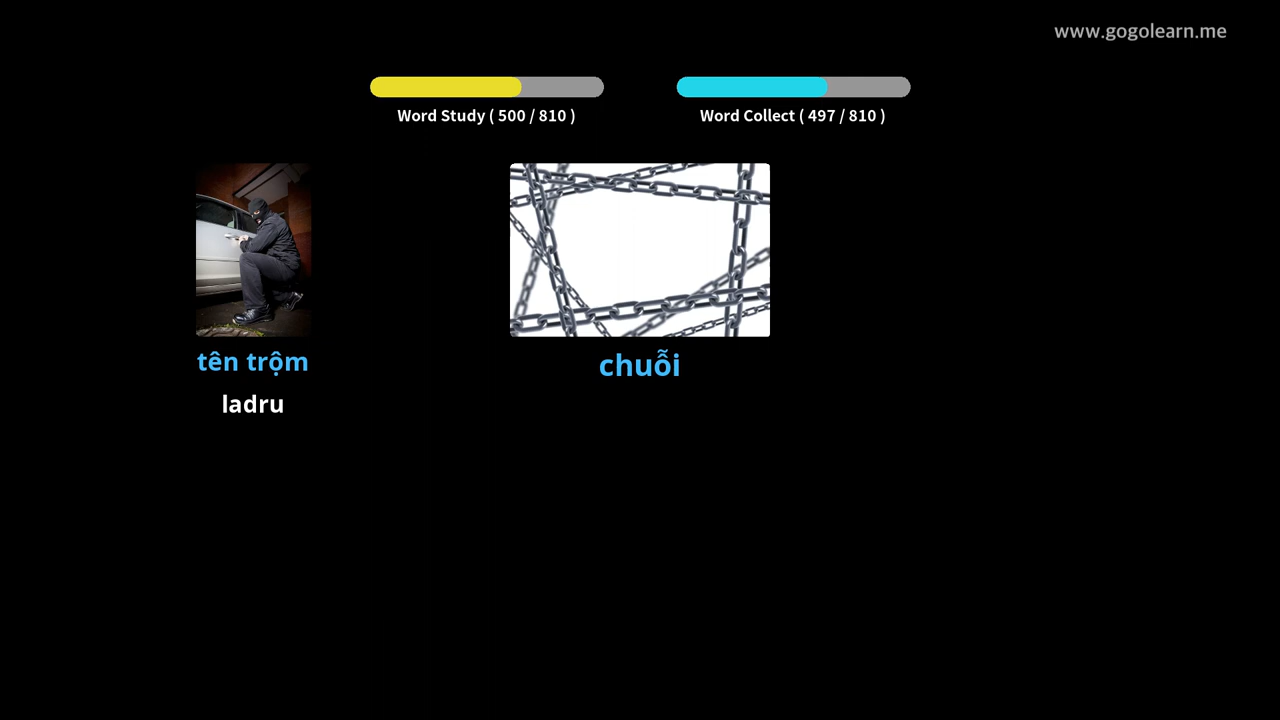 www.gogolearn.me
Word Study ( 500 / 810 )
Word Collect ( 497 / 810 )
tên trộm
ladru
chuỗi